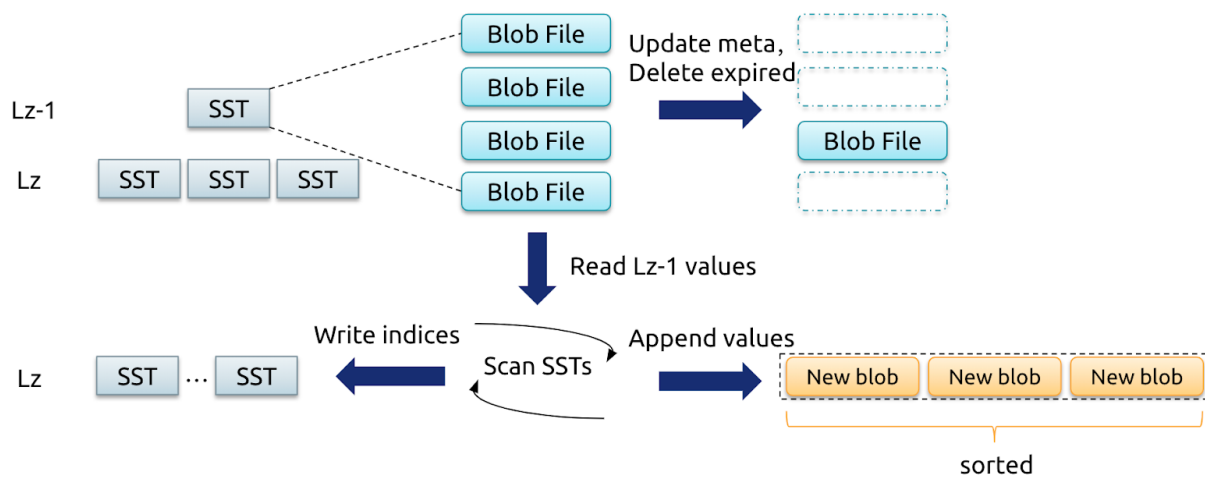 Blob File
Update meta,
Delete expired
Blob File
Lz-1
SST
Blob File
Blob File
Lz
SST
SST
SST
Blob File
Read Lz-1 values
Write indices
Append values
Scan SSTs
Lz
SST
...
SST
New blob
New blob
New blob
sorted